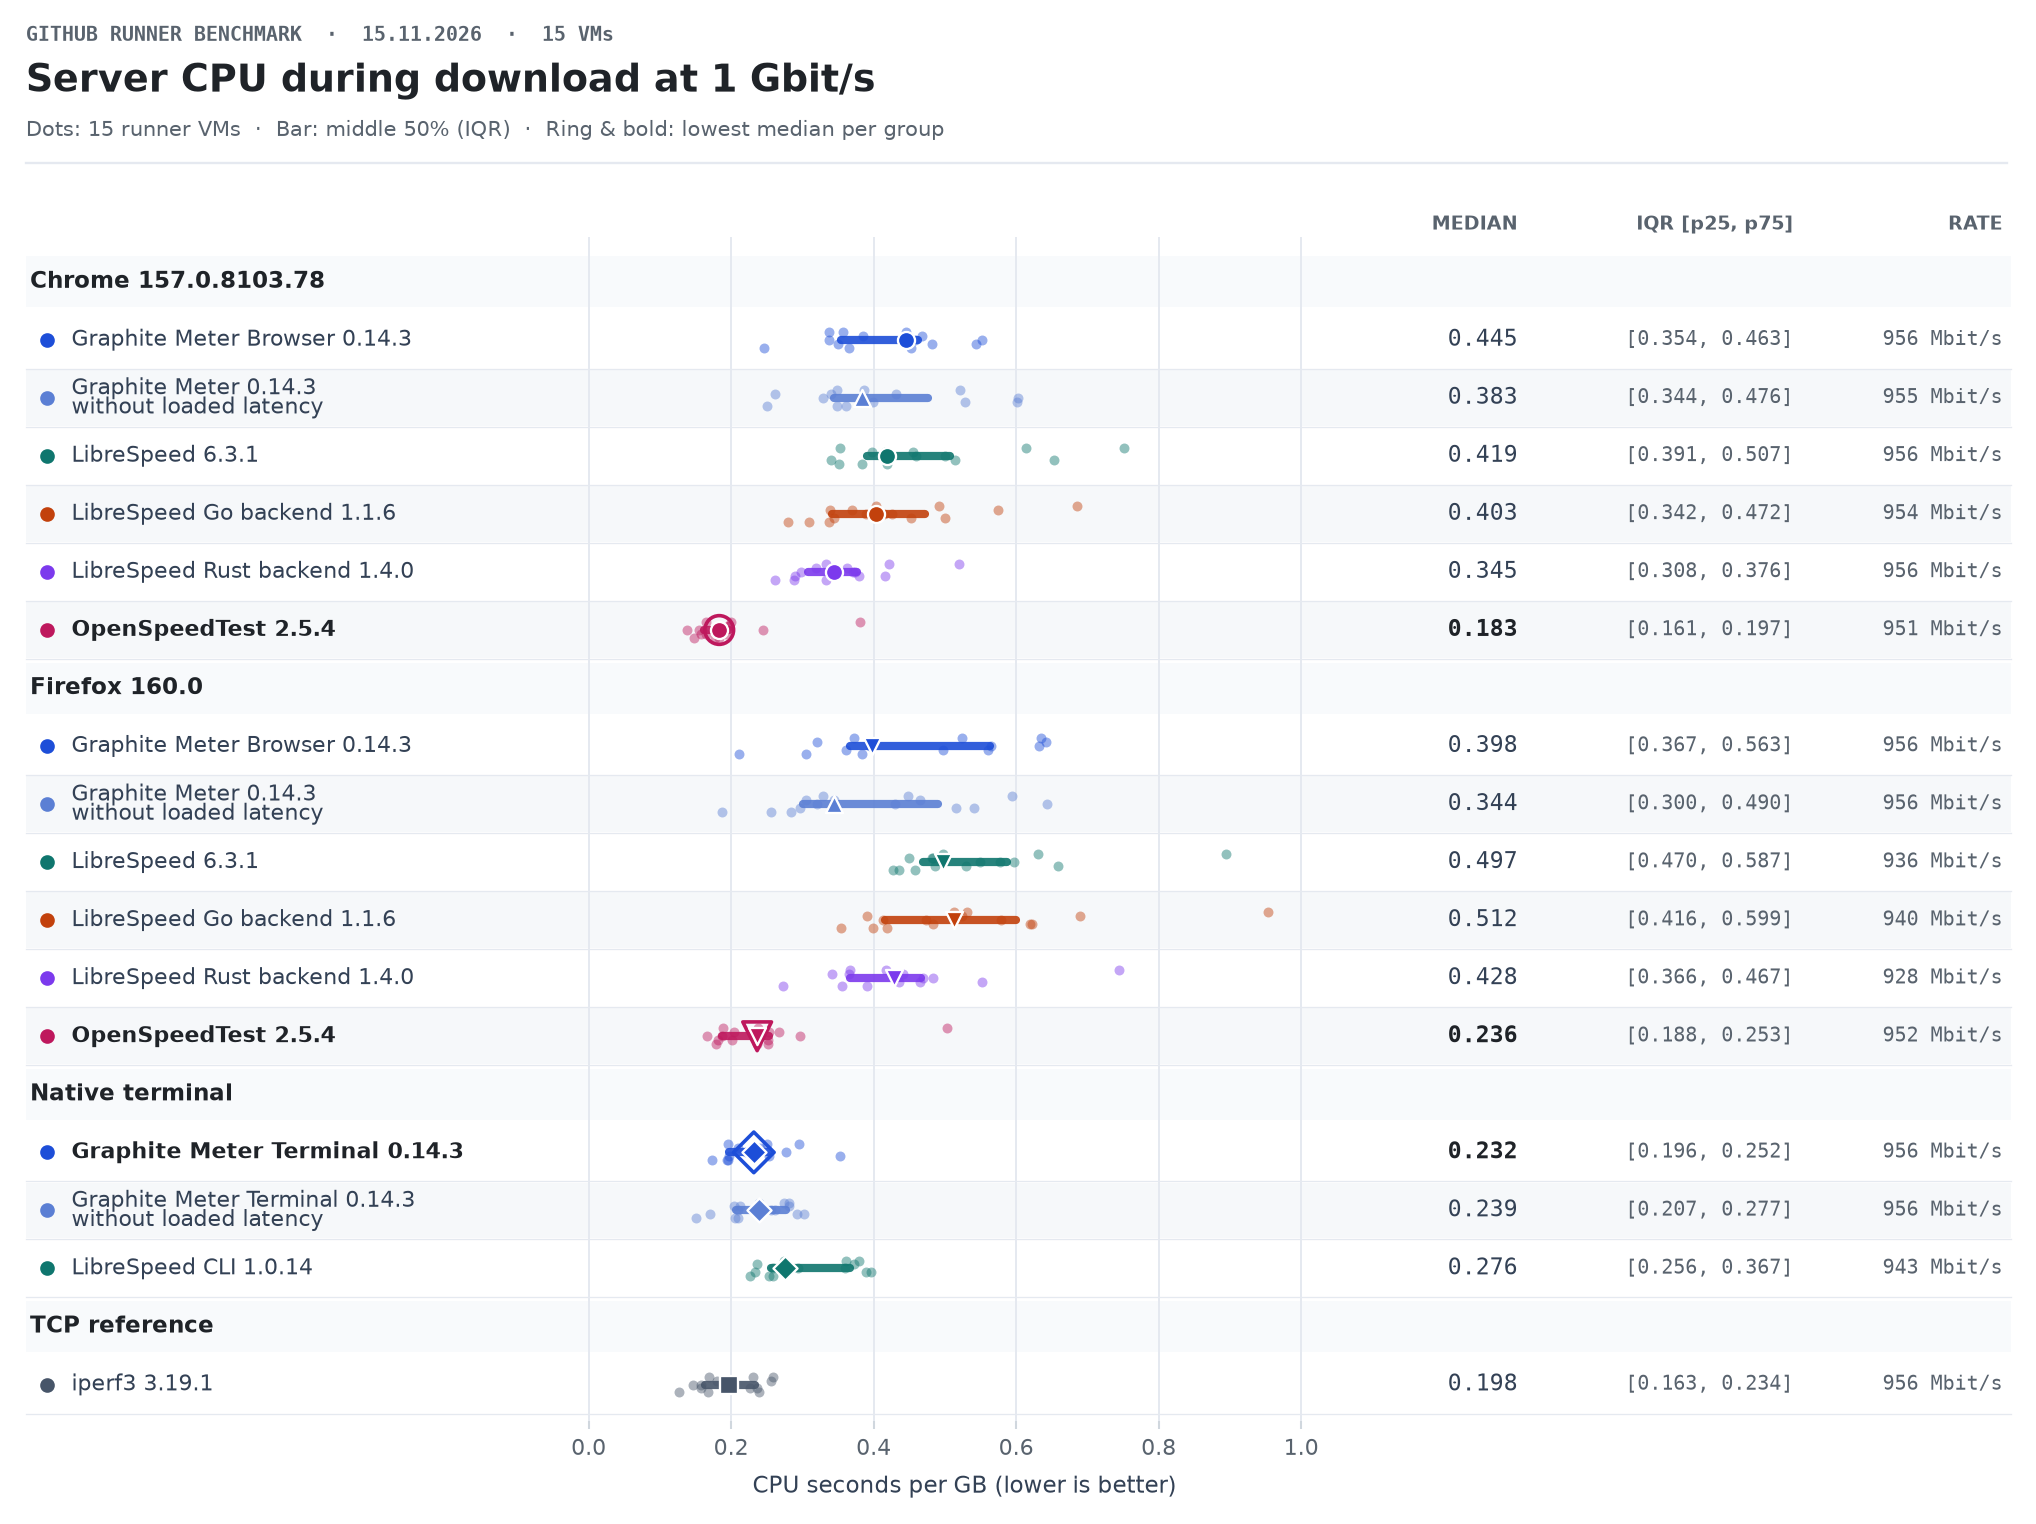 GITHUB RUNNER BENCHMARK · 15.11.2026 · 15 VMs
Server CPU during download at 1 Gbit/s
Dots: 15 runner VMs · Bar: middle 50% (IQR) · Ring & bold: lowest median per group
MEDIAN IQR [p25, p75] RATE
Chrome 157.0.8103.78
Graphite Meter Browser 0.14.3 0.445 [0.354, 0.463] 956 Mbit/s
Graphite Meter 0.14.3
without loaded latency 0.383 [0.344, 0.476] 955 Mbit/s
LibreSpeed 6.3.1 0.419 [0.391, 0.507] 956 Mbit/s
LibreSpeed Go backend 1.1.6 0.403 [0.342, 0.472] 954 Mbit/s
LibreSpeed Rust backend 1.4.0 0.345 [0.308, 0.376] 956 Mbit/s
OpenSpeedTest 2.5.4 0.183 [0.161, 0.197] 951 Mbit/s
Firefox 160.0
Graphite Meter Browser 0.14.3 0.398 [0.367, 0.563] 956 Mbit/s
Graphite Meter 0.14.3
without loaded latency 0.344 [0.300, 0.490] 956 Mbit/s
LibreSpeed 6.3.1 0.497 [0.470, 0.587] 936 Mbit/s
LibreSpeed Go backend 1.1.6 0.512 [0.416, 0.599] 940 Mbit/s
LibreSpeed Rust backend 1.4.0 0.428 [0.366, 0.467] 928 Mbit/s
OpenSpeedTest 2.5.4 0.236 [0.188, 0.253] 952 Mbit/s
Native terminal
Graphite Meter Terminal 0.14.3 0.232 [0.196, 0.252] 956 Mbit/s
Graphite Meter Terminal 0.14.3
without loaded latency 0.239 [0.207, 0.277] 956 Mbit/s
LibreSpeed CLI 1.0.14 0.276 [0.256, 0.367] 943 Mbit/s
TCP reference
iperf3 3.19.1 0.198 [0.163, 0.234] 956 Mbit/s
0.0 0.2 0.4 0.6 0.8 1.0
CPU seconds per GB (lower is better)